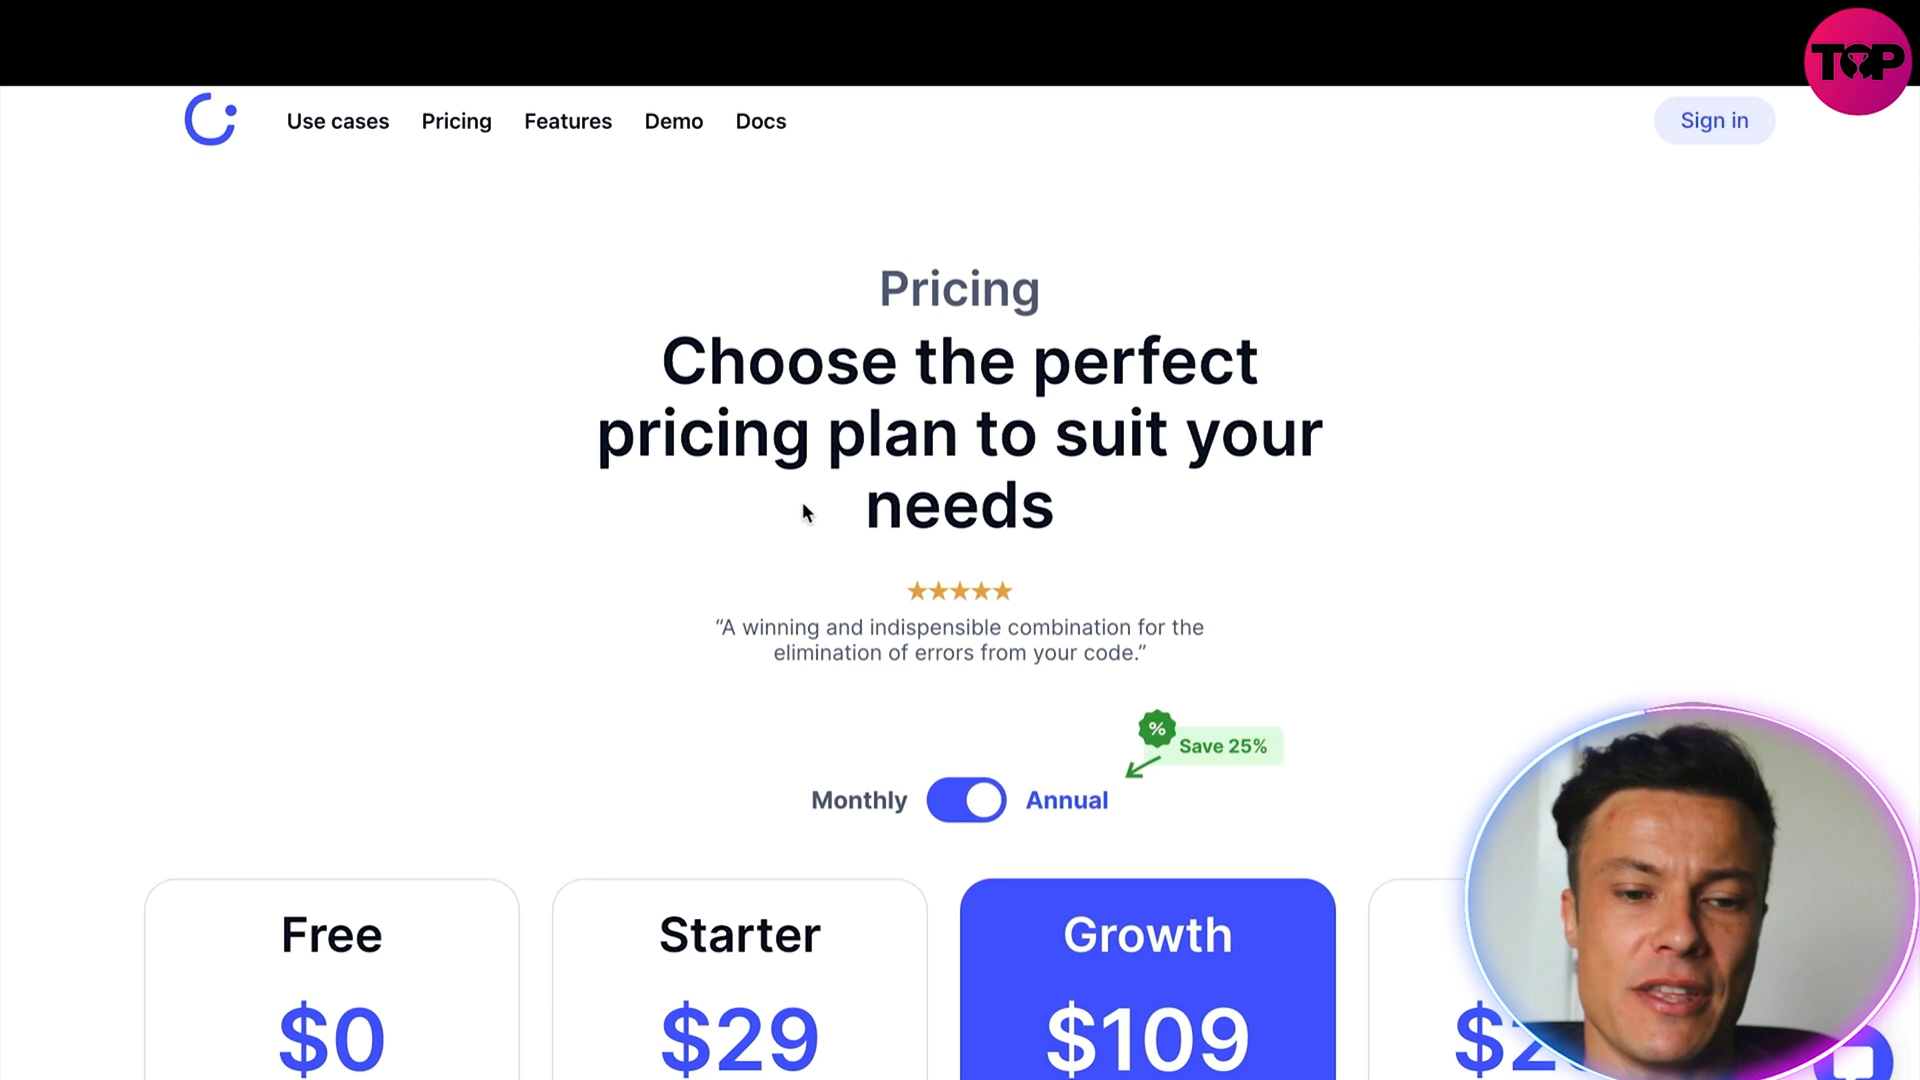 TOP
Use cases Pricing Features Demo Docs
Sign in
Pricing
Choose the perfect
pricing plan to suit your
needs
★★★★★
“A winning and indispensible combination for the
elimination of errors from your code.”
%
Save 25%
Monthly Annual
Free Starter Growth
$0 $29 $109